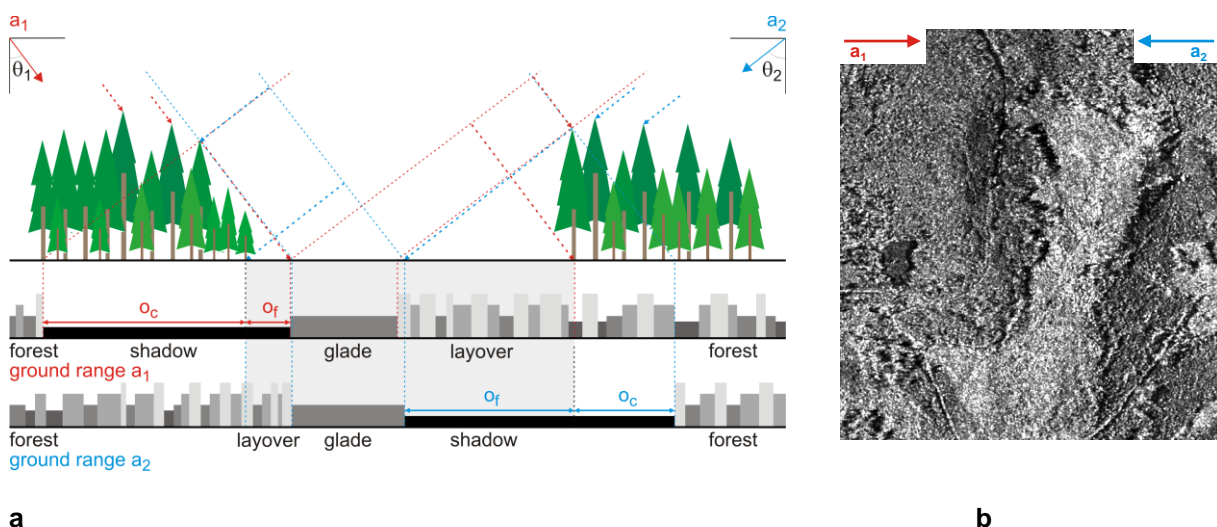 a1 a2
θ1 θ2
a1 a2
oc of
forest shadow glade layover forest
ground range a1
of oc
forest layover glade shadow forest
ground range a2
a b